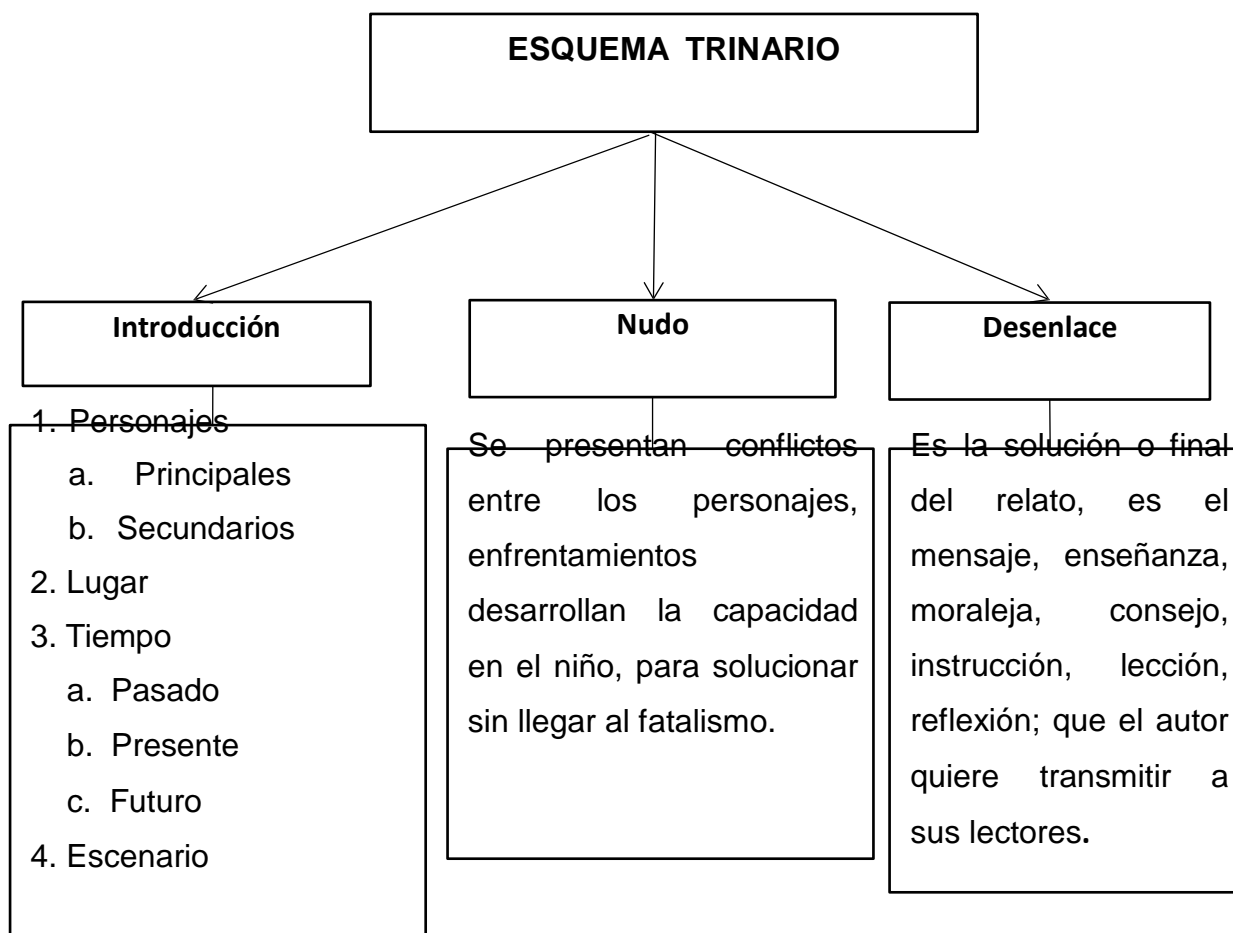 ESQUEMA TRINARIO
Introducción
1. Personajes
a. Principales
b. Secundarios
2. Lugar
3. Tiempo
a. Pasado
b. Presente
c. Futuro
4. Escenario
Nudo
Se presentan conflictos
entre los personajes,
enfrentamientos
desarrollan la capacidad
en el niño, para solucionar
sin llegar al fatalismo.
Desenlace
Es la solución o final
del relato, es el
mensaje, enseñanza,
moraleja, consejo,
instrucción, lección,
reflexión; que el autor
quiere transmitir a
sus lectores.